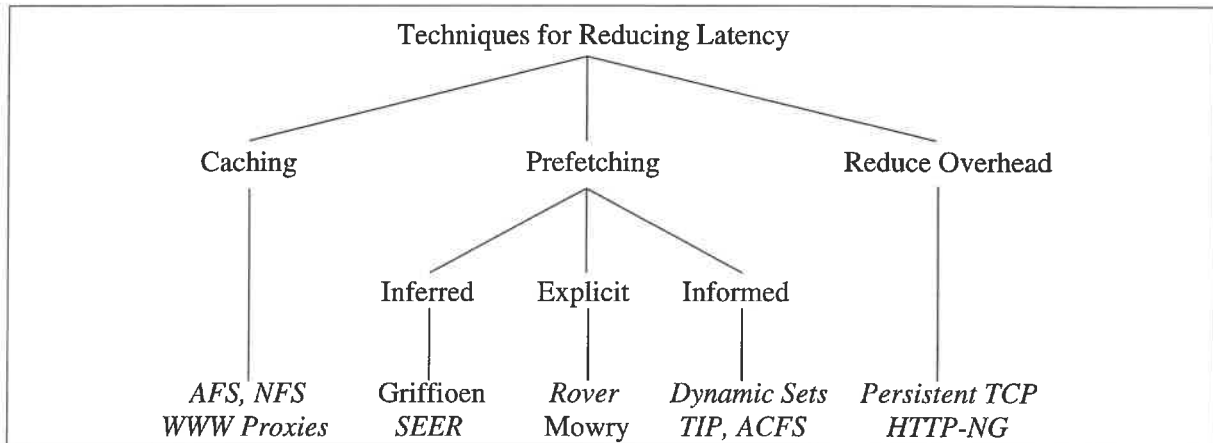 Techniques for Reducing Latency
Caching Prefetching Reduce Overhead
Inferred Explicit Informed
AFS, NFS Griffioen Rover Dynamic Sets Persistent TCP
WWW Proxies SEER Mowry TIP, ACFS HTTP-NG